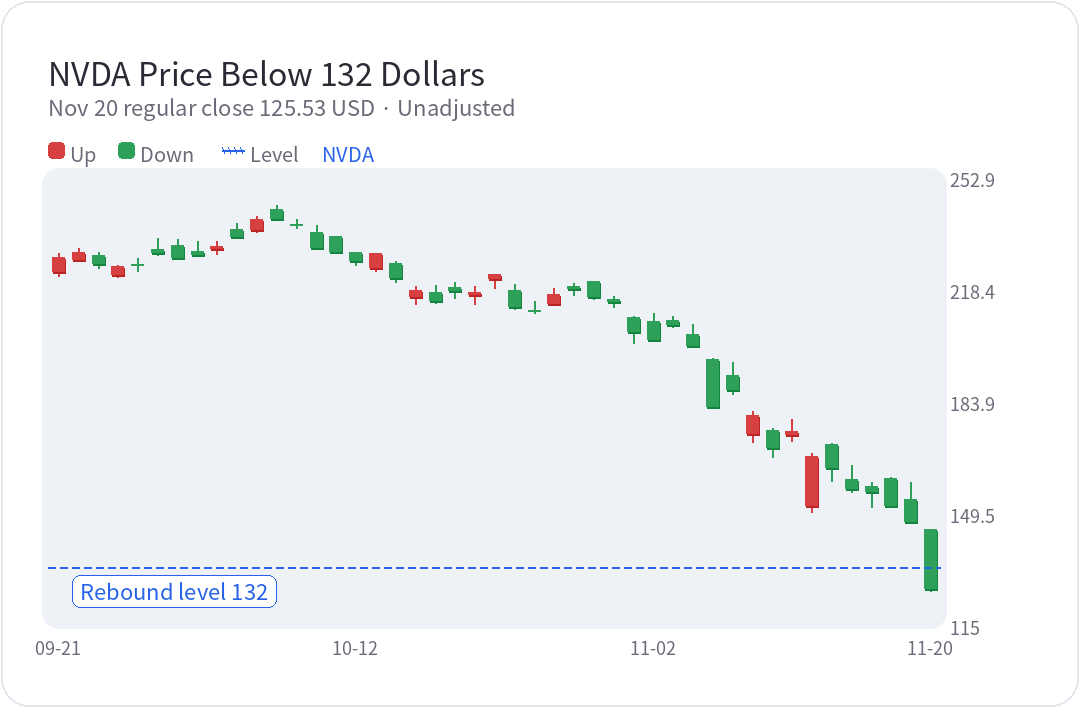 NVDA Price Below 132 Dollars
Nov 20 regular close 125.53 USD · Unadjusted
Up Down Level NVDA
252.9
218.4
183.9
149.5
Rebound level 132
115
09-21 10-12 11-02 11-20